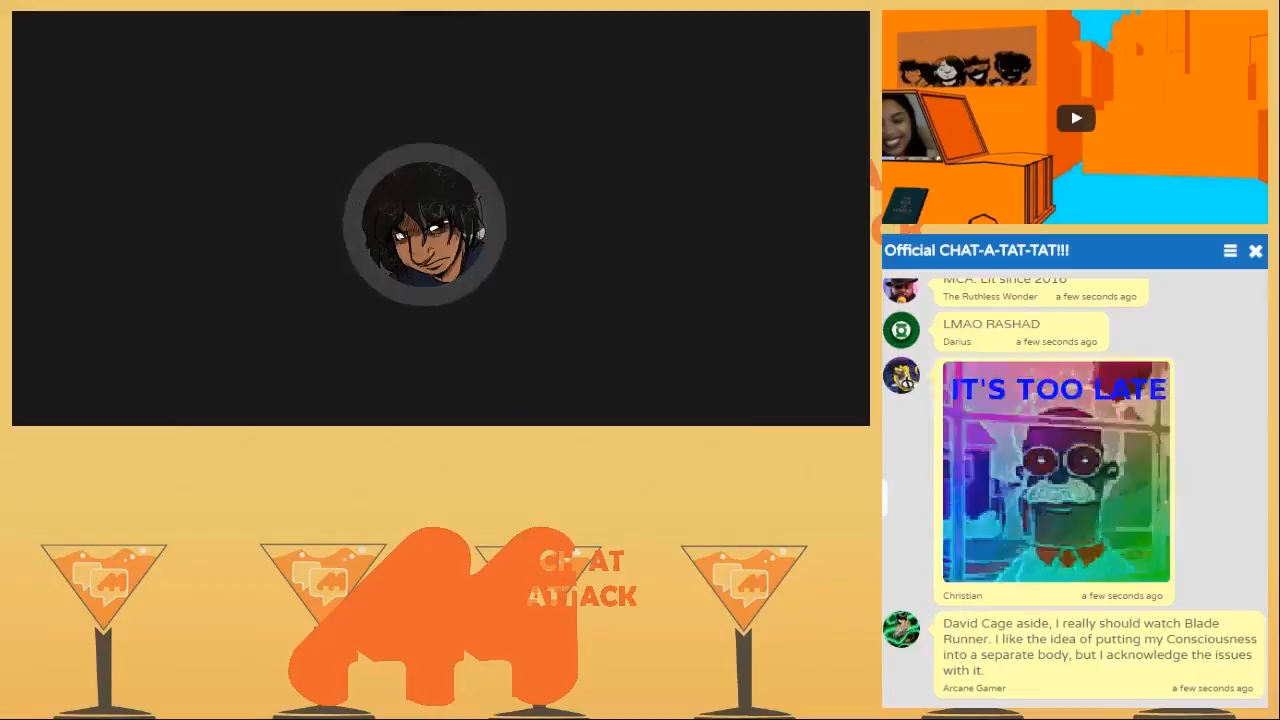 Official CHAT-A-TAT-TAT!!!
MCA. Lit since 2016
The Ruthless Wonder a few seconds ago
LMAO RASHAD
Darius a few seconds ago
IT'S TOO LATE
Christian a few seconds ago
David Cage aside, I really should watch Blade
Runner. I like the idea of putting my Consciousness
into a separate body, but I acknowledge the issues
with it.
Arcane Gamer a few seconds ago
CHAT
ATTACK